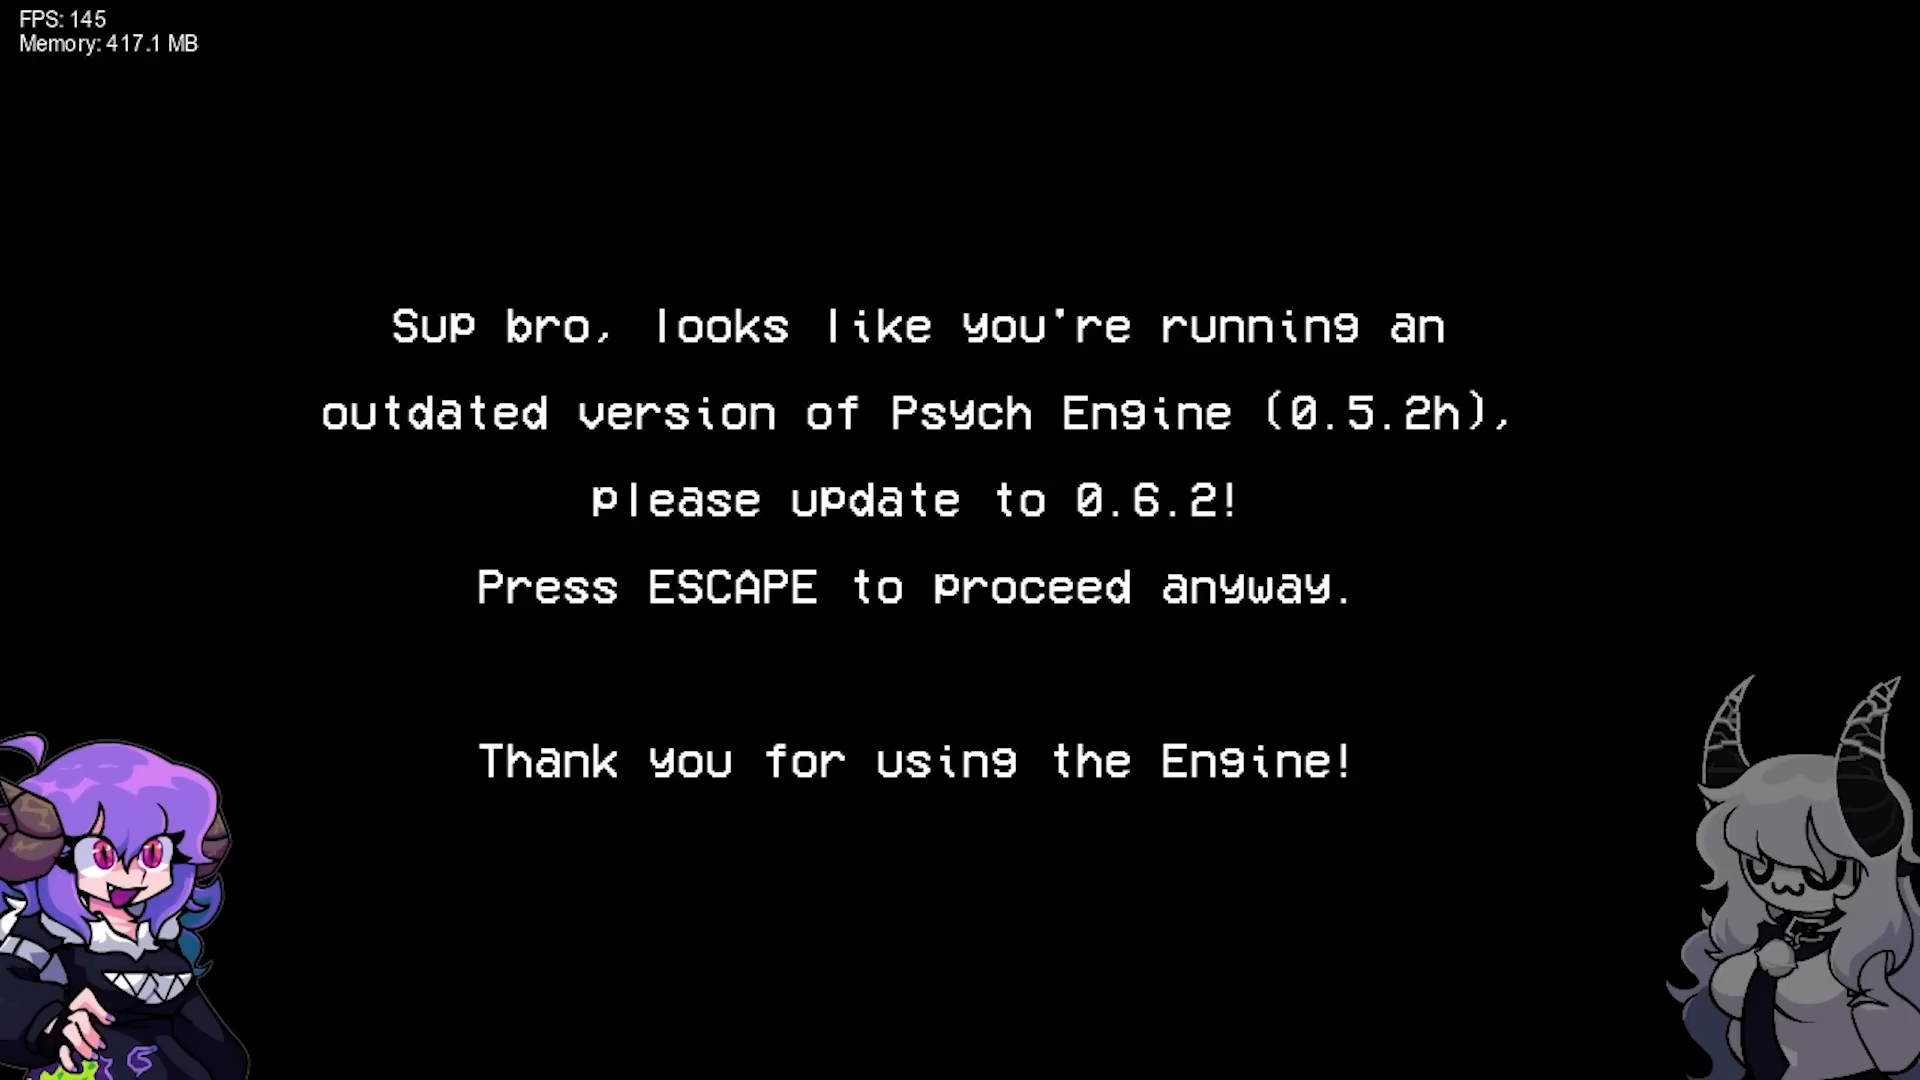 FPS: 145
Memory: 417.1 MB
Sup bro, looks like you're running an
outdated version of Psych Engine (0.5.2h),
please update to 0.6.2!
Press ESCAPE to proceed anyway.
Thank you for using the Engine!